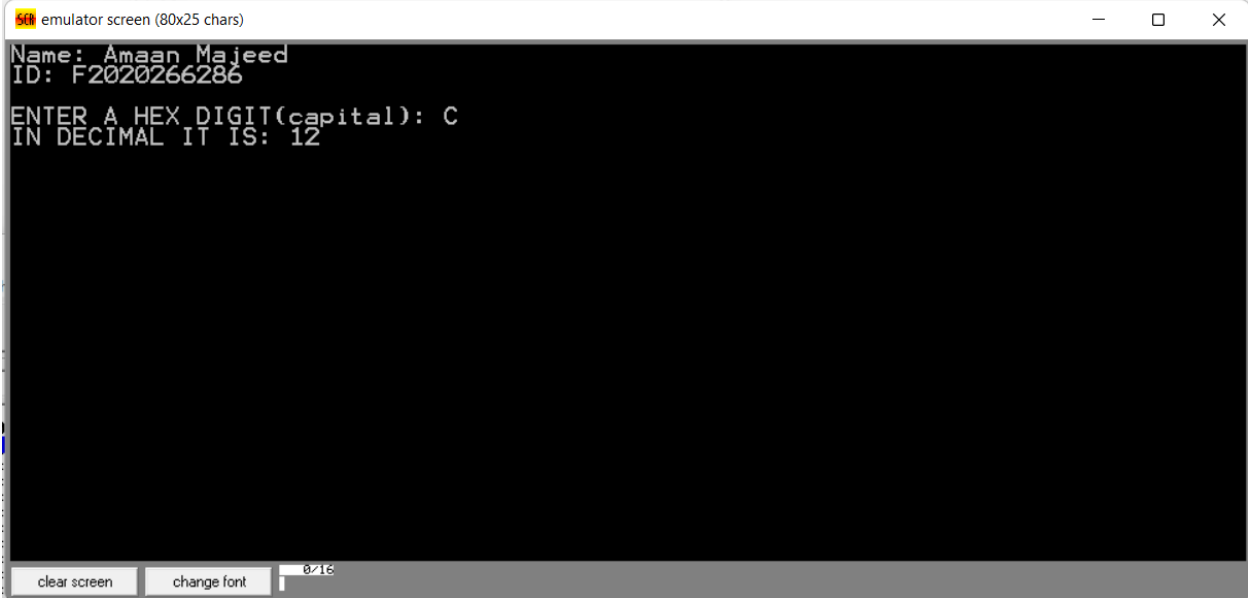 SCR emulator screen (80x25 chars)
Name: Amaan Majeed
ID: F2020266286
ENTER A HEX DIGIT(capital): C
IN DECIMAL IT IS: 12
clear screen
change font
0/16